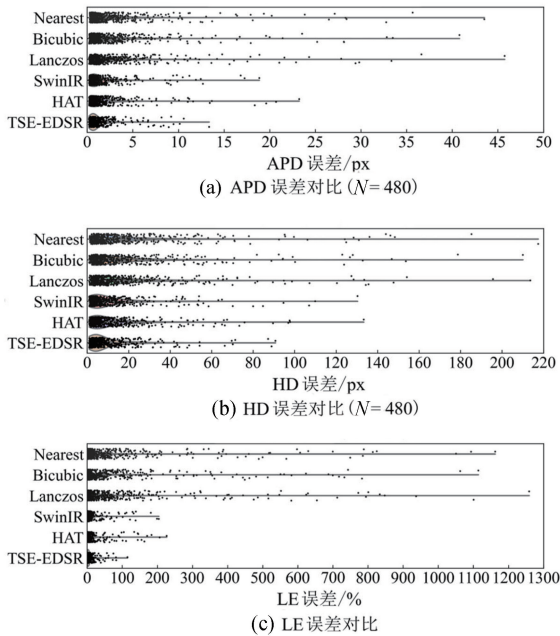 Nearest
Bicubic
Lanczos
SwinIR
HAT
TSE-EDSR
0 5 10 15 20 25 30 35 40 45 50
APD 误差/px
(a) APD 误差对比(N=480)
Nearest
Bicubic
Lanczos
SwinIR
HAT
TSE-EDSR
0 20 40 60 80 100 120 140 160 180 200 220
HD 误差/px
(b) HD 误差对比(N=480)
Nearest
Bicubic
Lanczos
SwinIR
HAT
TSE-EDSR
0 100 200 300 400 500 600 700 800 900 1000 1100 1200 1300
LE 误差/%
(c) LE 误差对比